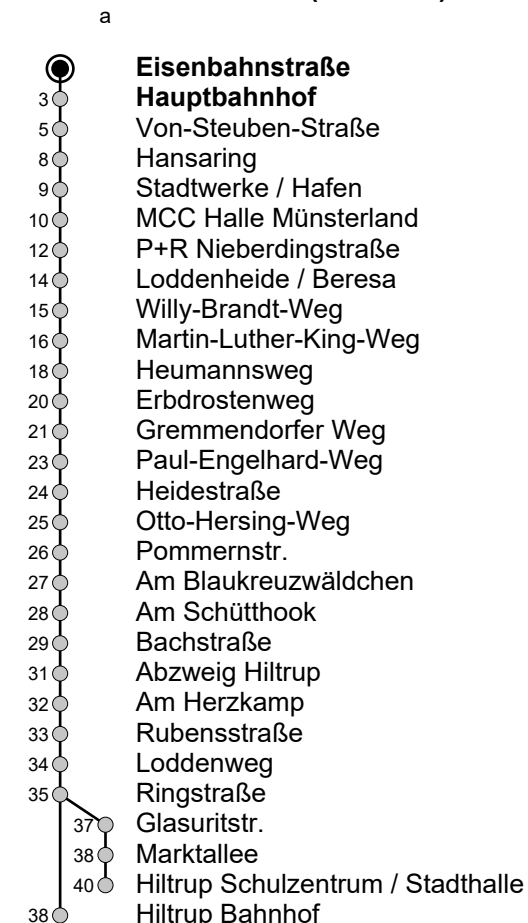 a
Eisenbahnstraße
3 Hauptbahnhof
5 Von-Steuben-Straße
8 Hansaring
9 Stadtwerke / Hafen
10 MCC Halle Münsterland
12 P+R Nieberdingstraße
14 Loddenheide / Beresa
15 Willy-Brandt-Weg
16 Martin-Luther-King-Weg
18 Heumannsweg
20 Erbdrostenweg
21 Gremmendorfer Weg
23 Paul-Engelhard-Weg
24 Heidestraße
25 Otto-Hersing-Weg
26 Pommernstr.
27 Am Blaukreuzwäldchen
28 Am Schütthook
29 Bachstraße
31 Abzweig Hiltrup
32 Am Herzkamp
33 Rubensstraße
34 Loddenweg
35 Ringstraße
37 Glasuritstr.
38 Marktallee
40 Hiltrup Schulzentrum / Stadthalle
38 Hiltrup Bahnhof